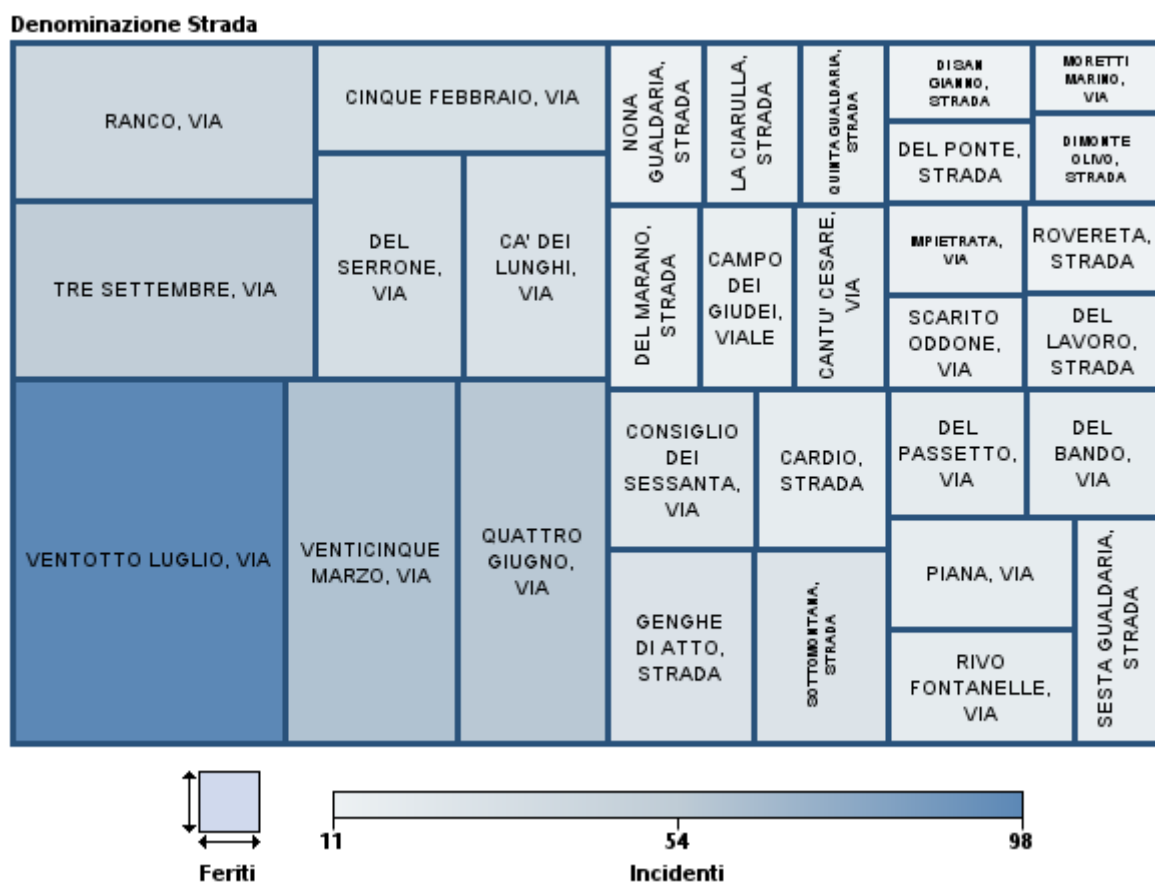 Denominazione Strada
RANCO, VIA
CINQUE FEBBRAIO, VIA
NONA
GUALDARIA,
STRADA
LA CIARULLA,
STRADA
QUINTA GUALDARIA,
STRADA
DI SAN
GIANNO,
STRADA
MORETTI
MARINO,
VIA
DEL PONTE,
STRADA
DI MONTE
OLIVO,
STRADA
TRE SETTEMBRE, VIA
DEL
SERRONE,
VIA
CA' DEI
LUNGHI,
VIA
DEL MARANO,
STRADA
CAMPO
DEI
GIUDEI,
VIALE
CANTU' CESARE,
VIA
IMPIETRATA,
VIA
ROVERETA,
STRADA
SCARITO
ODDONE,
VIA
DEL
LAVORO,
STRADA
VENTOTTO LUGLIO, VIA
VENTICINQUE
MARZO, VIA
QUATTRO
GIUGNO,
VIA
CONSIGLIO
DEI
SESSANTA,
VIA
CARDIO,
STRADA
DEL
PASSETTO,
VIA
DEL
BANDO,
VIA
GENGHE
DI ATTO,
STRADA
SOTTOMONTANA,
STRADA
PIANA, VIA
RIVO
FONTANELLE,
VIA
SESTA GUALDARIA,
STRADA
Feriti
11
54
98
Incidenti